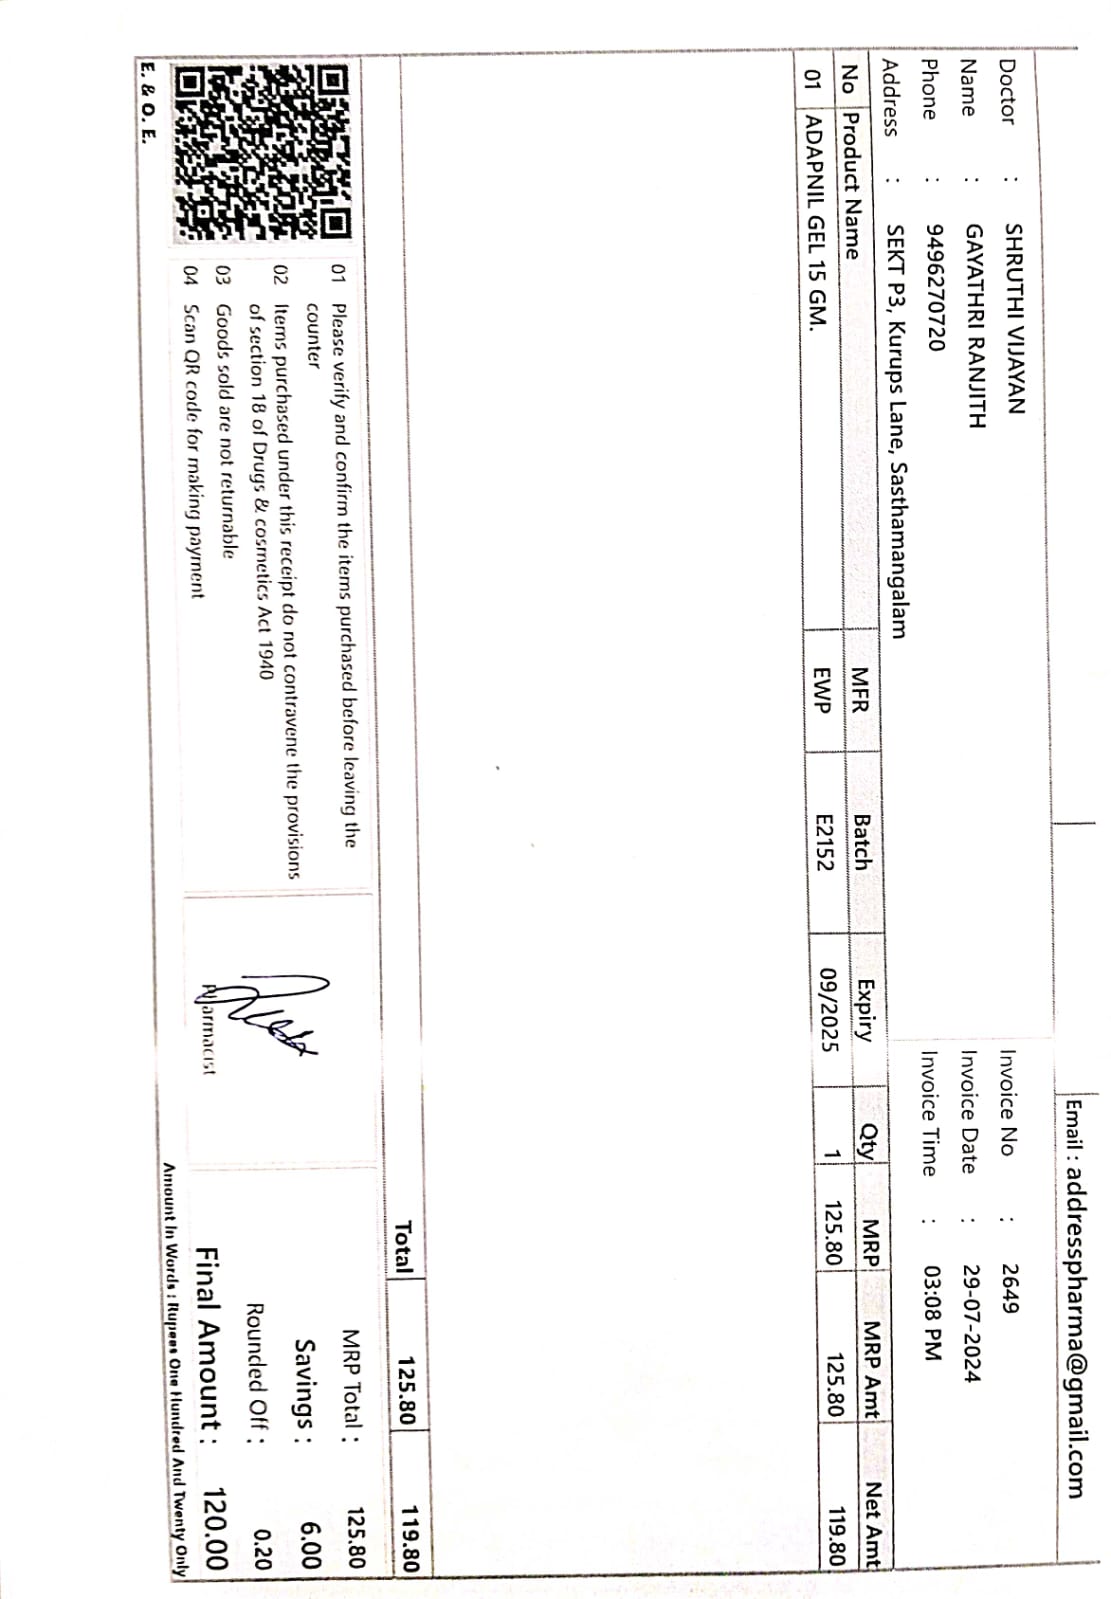 Email : addresspharma@gmail.com
Doctor : SHRUTHI VIJAYAN
Name : GAYATHRI RANJITH
Phone : 9496270720
Address : SEKT P3, Kurups Lane, Sasthamangalam
Invoice No : 2649
Invoice Date : 29-07-2024
Invoice Time : 03:08 PM
No Product Name MFR Batch Expiry Qty MRP MRP Amt Net Amt
01 ADAPNIL GEL 15 GM. EWP E2152 09/2025 1 125.80 125.80 119.80
Total 125.80 119.80
01 Please verify and confirm the items purchased before leaving the
counter
02 Items purchased under this receipt do not contravene the provisions
of section 18 of Drugs & cosmetics Act 1940
03 Goods sold are not returnable
04 Scan QR code for making payment
Pharmacist
MRP Total : 125.80
Savings : 6.00
Rounded Off : 0.20
Final Amount : 120.00
Amount In Words : Rupees One Hundred And Twenty Only
E. & O. E.